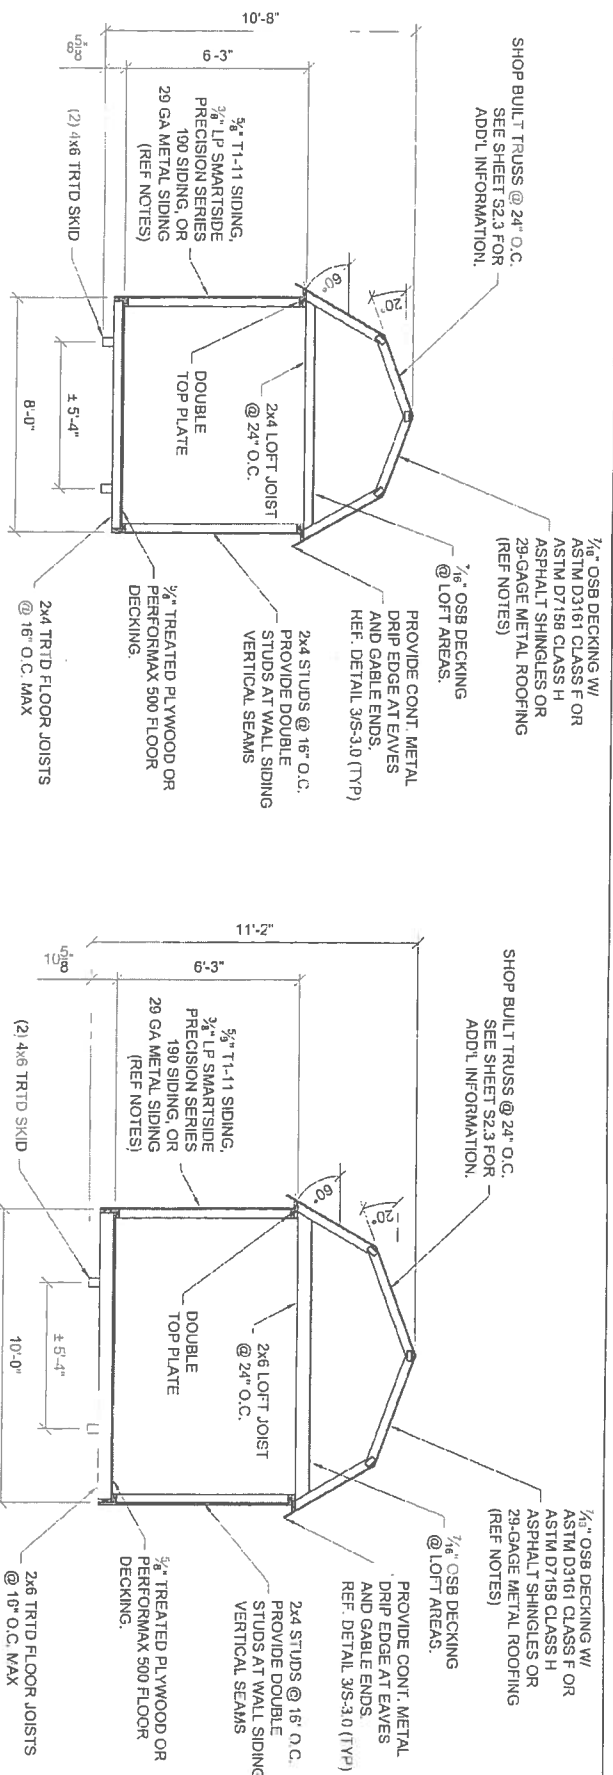 10'-8"
6'-3"
(2) 4x6 TRTD SKID
5/8" T1-11 SIDING,
3/8" LP SMARTSIDE
PRECISION SERIES
190 SIDING, OR
29 GA METAL SIDING
(REF NOTES)
SHOP BUILT TRUSS @ 24" O.C.
SEE SHEET S2.3 FOR
ADD'L INFORMATION.
60°
20°
DOUBLE
TOP PLATE
2x4 LOFT JOIST
@ 24" O.C.
± 5'-4"
8'-0"
7/16" OSB DECKING W/
ASTM D3161 CLASS F OR
ASTM D7158 CLASS H
ASPHALT SHINGLES OR
29-GAGE METAL ROOFING
(REF NOTES)
7/16" OSB DECKING
@ LOFT AREAS.
PROVIDE CONT. METAL
DRIP EDGE AT EAVES
AND GABLE ENDS.
REF. DETAIL 3/S-3.0 (TYP)
2x4 STUDS @ 16" O.C.
PROVIDE DOUBLE
STUDS AT WALL SIDING
VERTICAL SEAMS
5/8" TREATED PLYWOOD OR
PERFORMAX 500 FLOOR
DECKING.
2x4 TRTD FLOOR JOISTS
@ 16" O.C. MAX
11'-2"
6'-3"
10 5/8"
(2) 4x6 TRTD SKID
5/8" T1-11 SIDING,
3/8" LP SMARTSIDE
PRECISION SERIES
190 SIDING, OR
29 GA METAL SIDING
(REF NOTES)
SHOP BUILT TRUSS @ 24" O.C.
SEE SHEET S2.3 FOR
ADD'L INFORMATION.
60°
20°
DOUBLE
TOP PLATE
2x6 LOFT JOIST
@ 24" O.C.
± 5'-4"
10'-0"
OSB DECKING W/
ASTM D3161 CLASS F OR
ASTM D7158 CLASS H
ASPHALT SHINGLES OR
29-GAGE METAL ROOFING
(REF NOTES)
7/16" OSB DECKING
@ LOFT AREAS.
PROVIDE CONT. METAL
DRIP EDGE AT EAVES
AND GABLE ENDS.
REF. DETAIL 3/S-3.0 (TYP)
2x4 STUDS @ 16" O.C.
PROVIDE DOUBLE
STUDS AT WALL SIDING
VERTICAL SEAMS
5/8" TREATED PLYWOOD OR
PERFORMAX 500 FLOOR
DECKING.
2x6 TRTD FLOOR JOISTS
@ 16" O.C. MAX